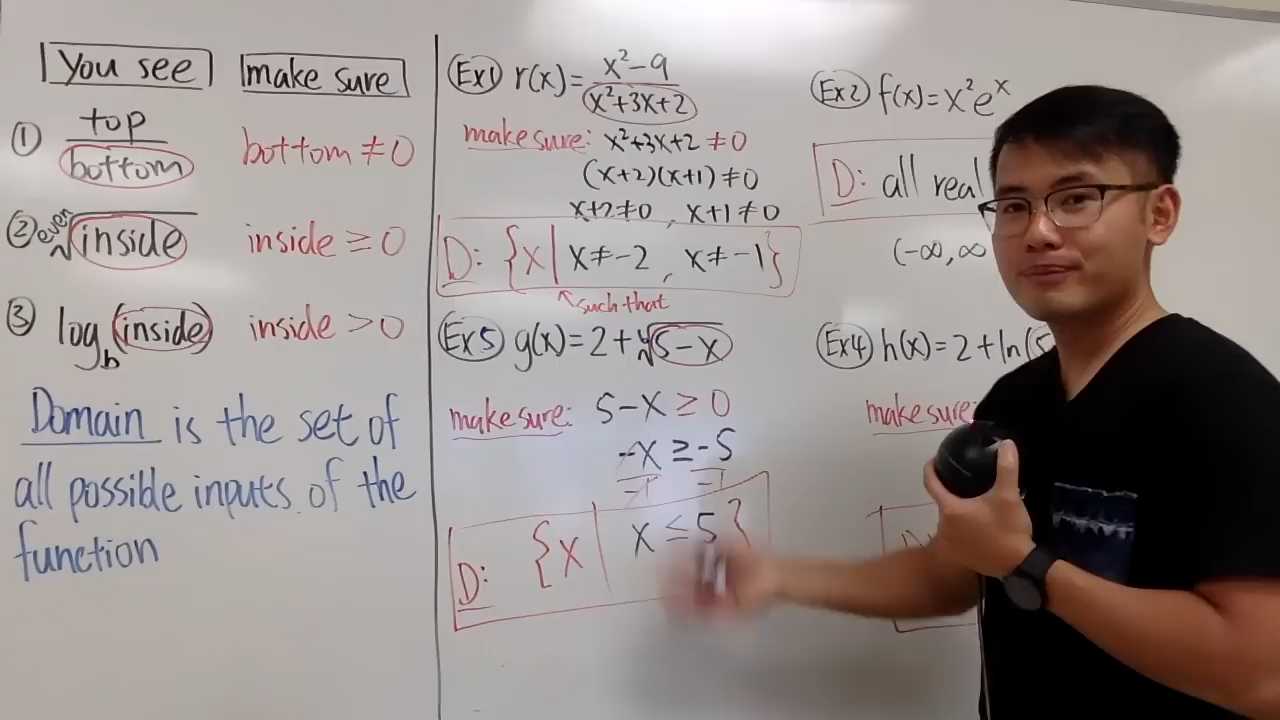 You see make sure
① top
bottom bottom ≠ 0
② even√inside inside ≥ 0
③ log_b(inside) inside > 0
Domain is the set of
all possible inputs of the
function
Ex1 r(x) = x²-9
x²+3x+2
make sure: x²+3x+2 ≠ 0
(x+2)(x+1) ≠ 0
x+2≠0 , x+1≠0
D: {x| x≠-2 , x≠-1}
such that
Ex5 g(x)=2+⁴√5-x
make sure: 5-x ≥ 0
-x ≥ -5
-1 -1
D: {x| x ≤ 5}
Ex2 f(x)=x²eˣ
D: all real
(-∞,∞
Ex4 h(x)=2+ln(5
make sure: